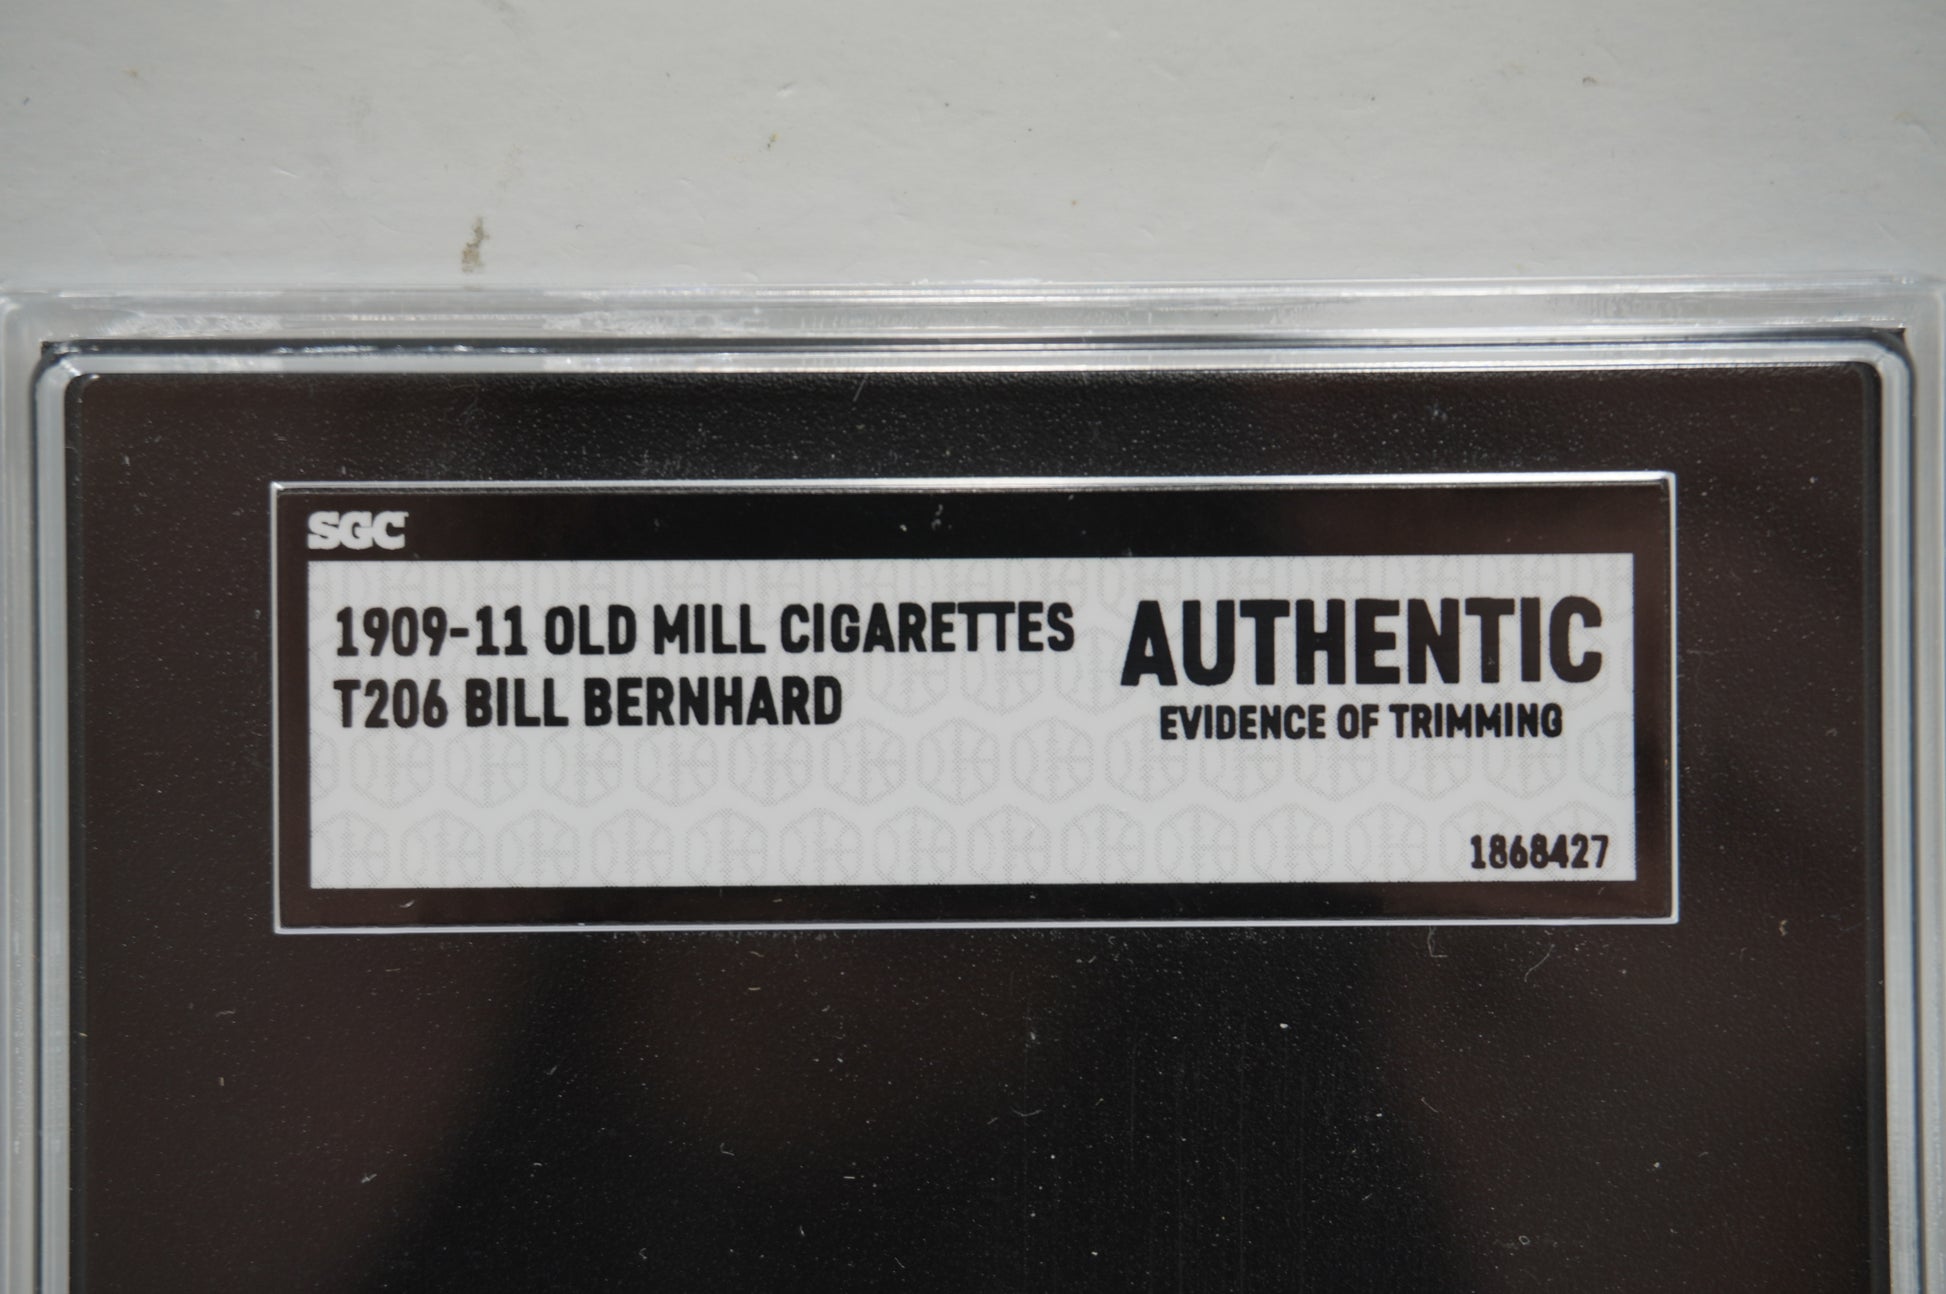 SGC
1909-11 OLD MILL CIGARETTES
T206 BILL BERNHARD
AUTHENTIC
EVIDENCE OF TRIMMING
1868427